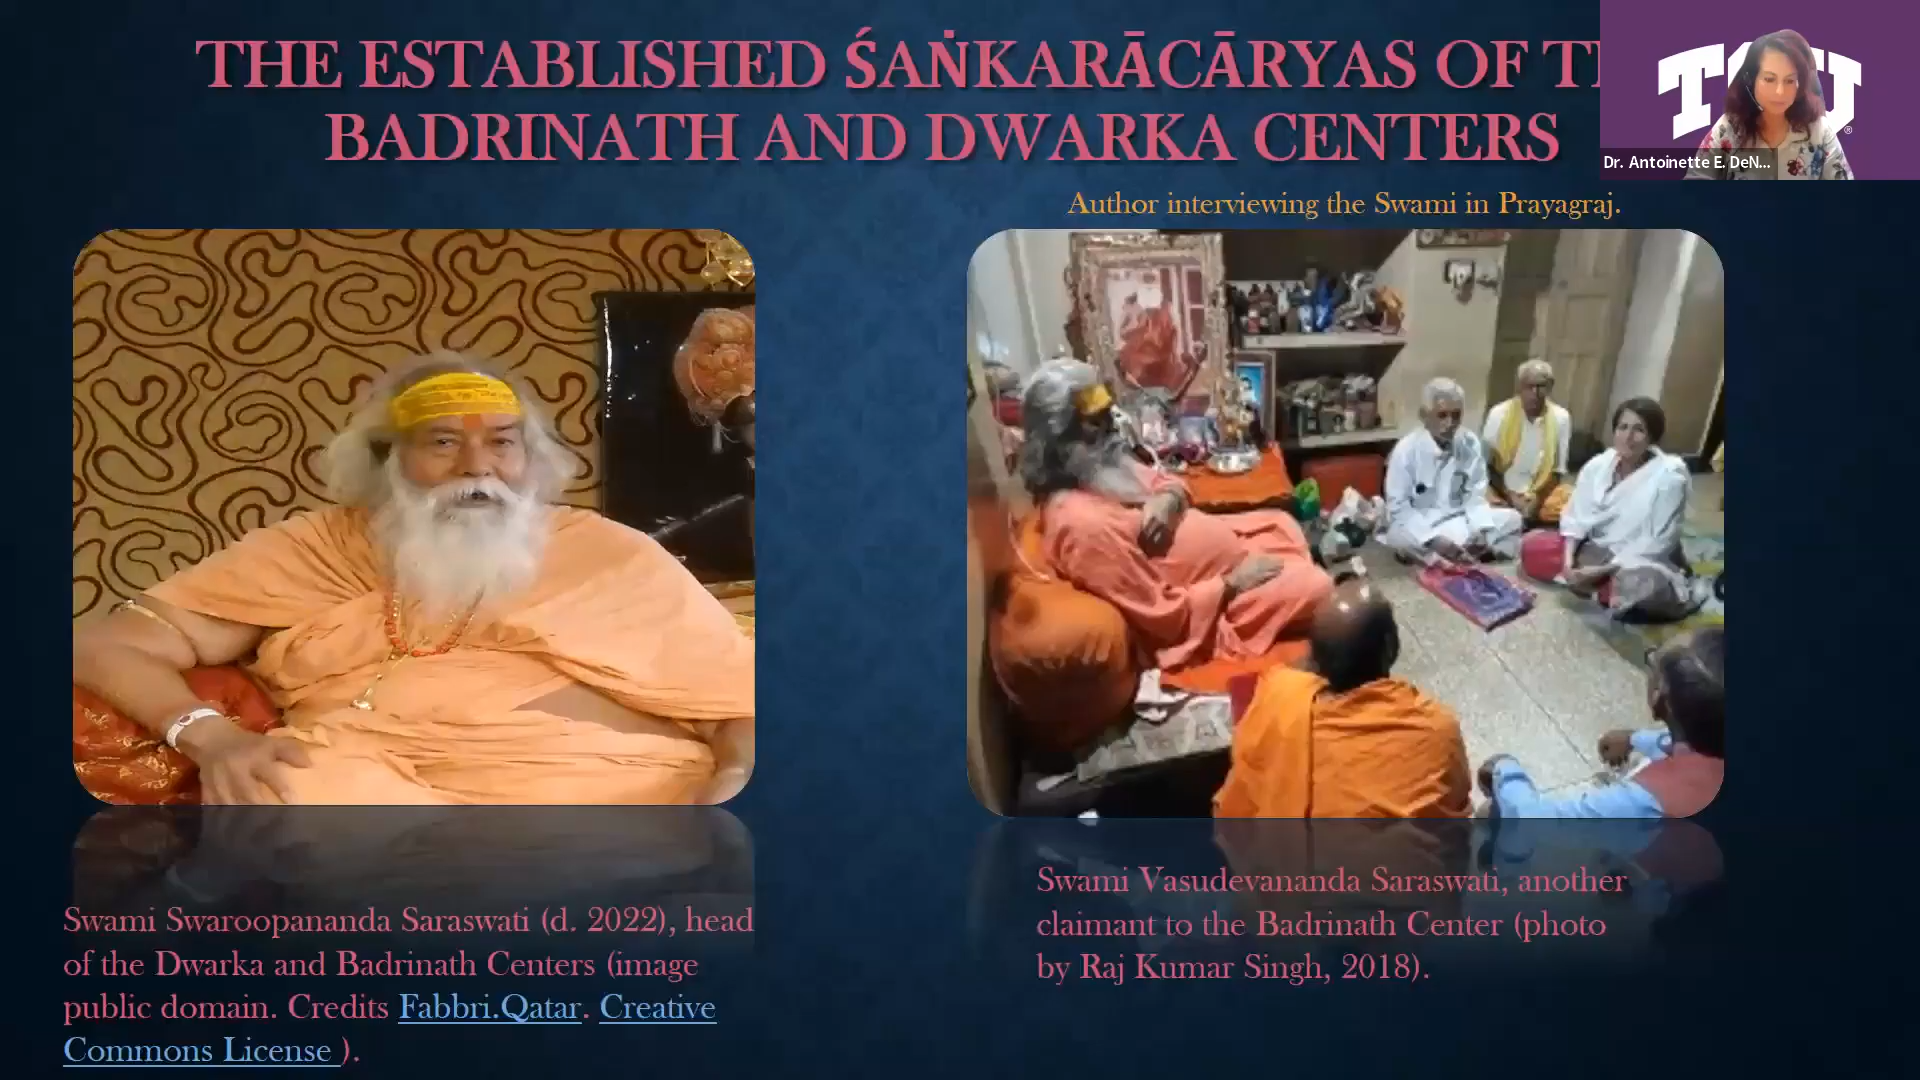 THE ESTABLISHED ŚAṄKARĀCĀRYAS OF
BADRINATH AND DWARKA CENTERS
Dr. Antoinette E. DeN...
Author interviewing the Swami in Prayagraj.
Swami Swaroopananda Saraswati (d. 2022), head
of the Dwarka and Badrinath Centers (image
public domain. Credits Fabbri.Qatar. Creative
Commons License ).
Swami Vasudevananda Saraswati, another
claimant to the Badrinath Center (photo
by Raj Kumar Singh, 2018).